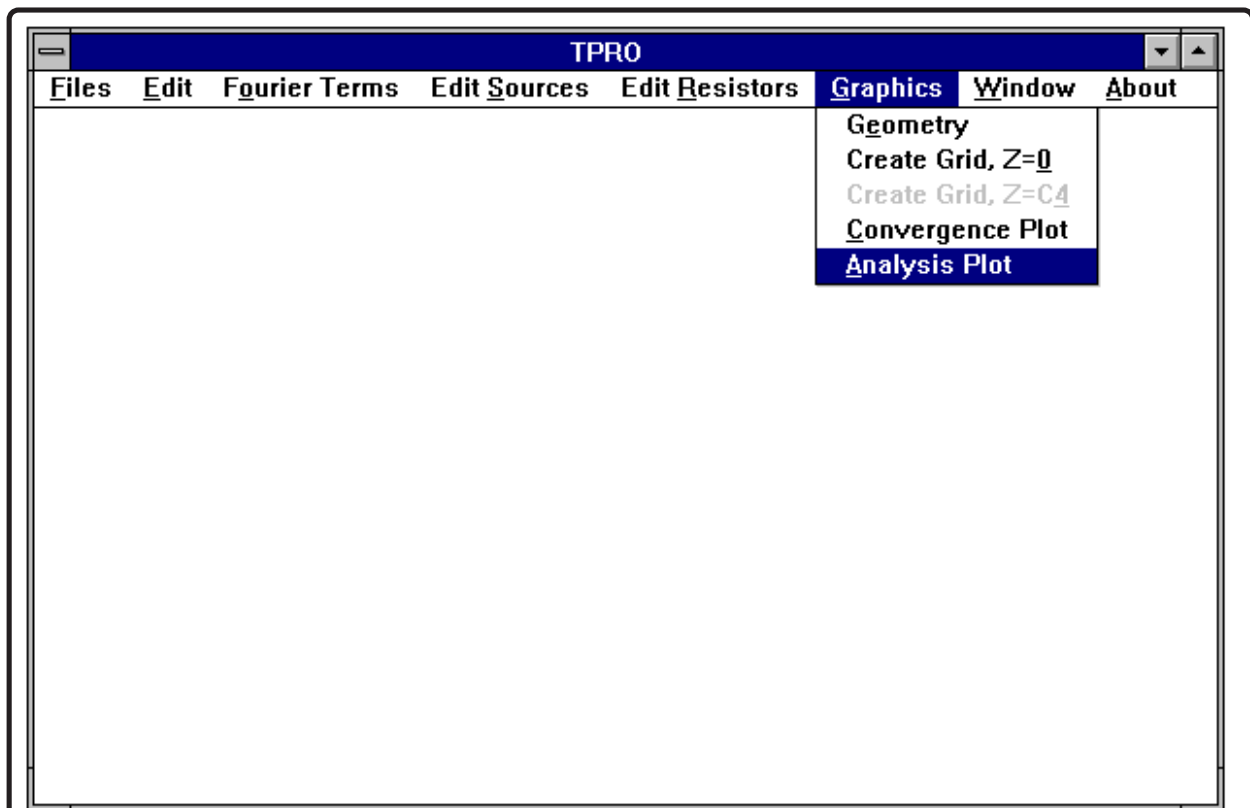 TPRO
Files Edit Fourier Terms Edit Sources Edit Resistors Graphics Window About
Geometry
Create Grid, Z=0
Create Grid, Z=C4
Convergence Plot
Analysis Plot